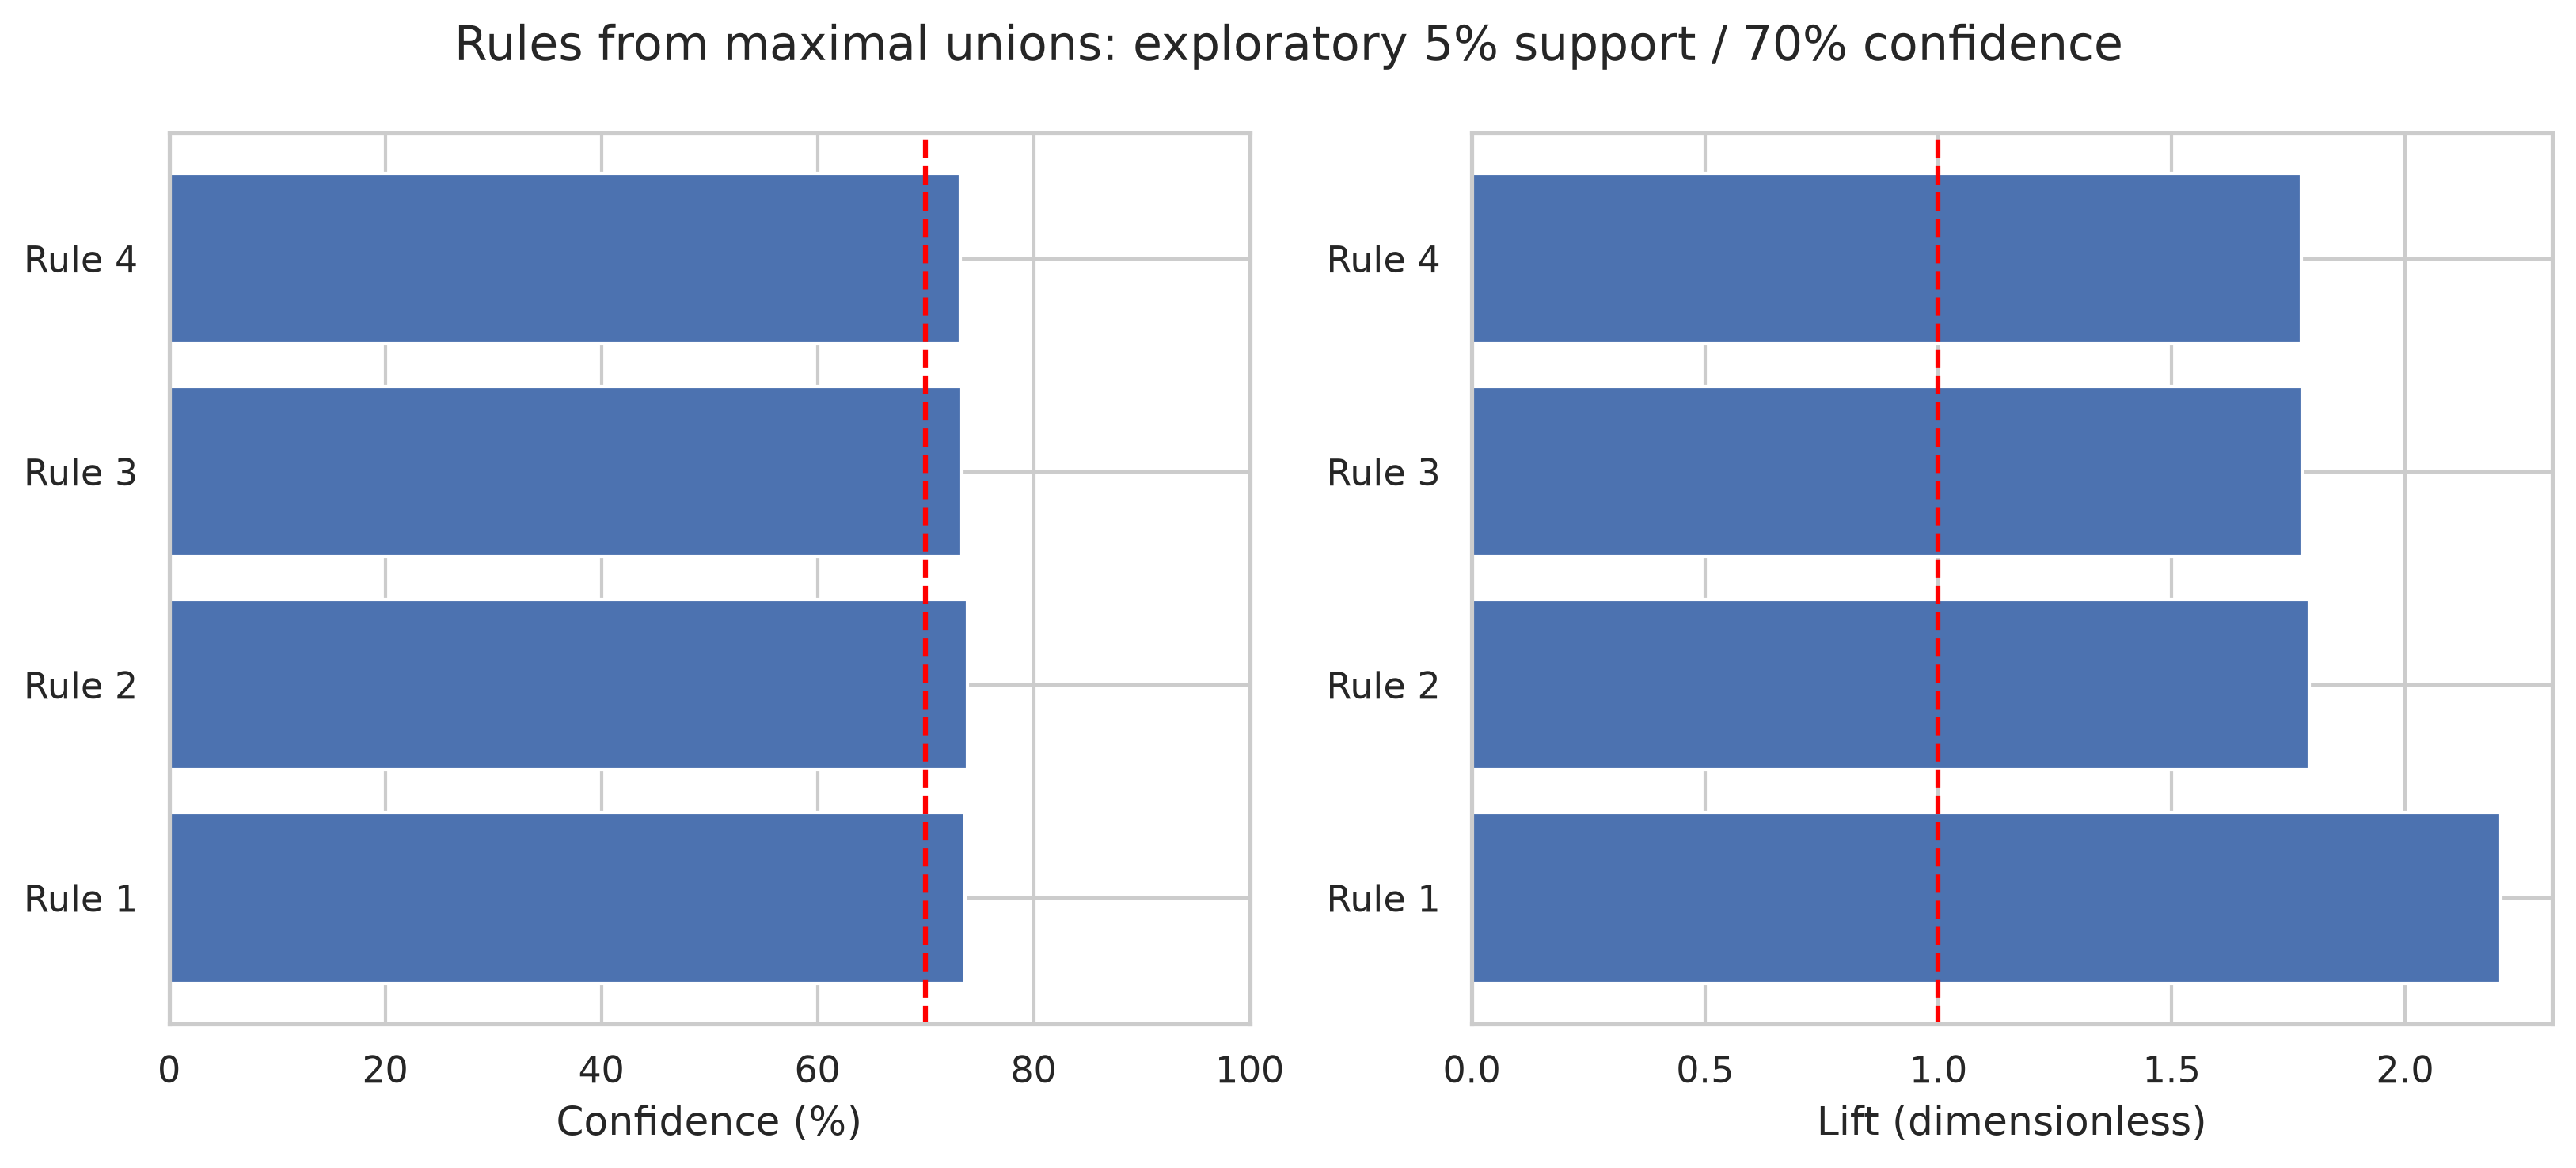 Rules from maximal unions: exploratory 5% support / 70% confidence
Rule 4
Rule 3
Rule 2
Rule 1
0 20 40 60 80 100
Confidence (%)
Rule 4
Rule 3
Rule 2
Rule 1
0.0 0.5 1.0 1.5 2.0
Lift (dimensionless)